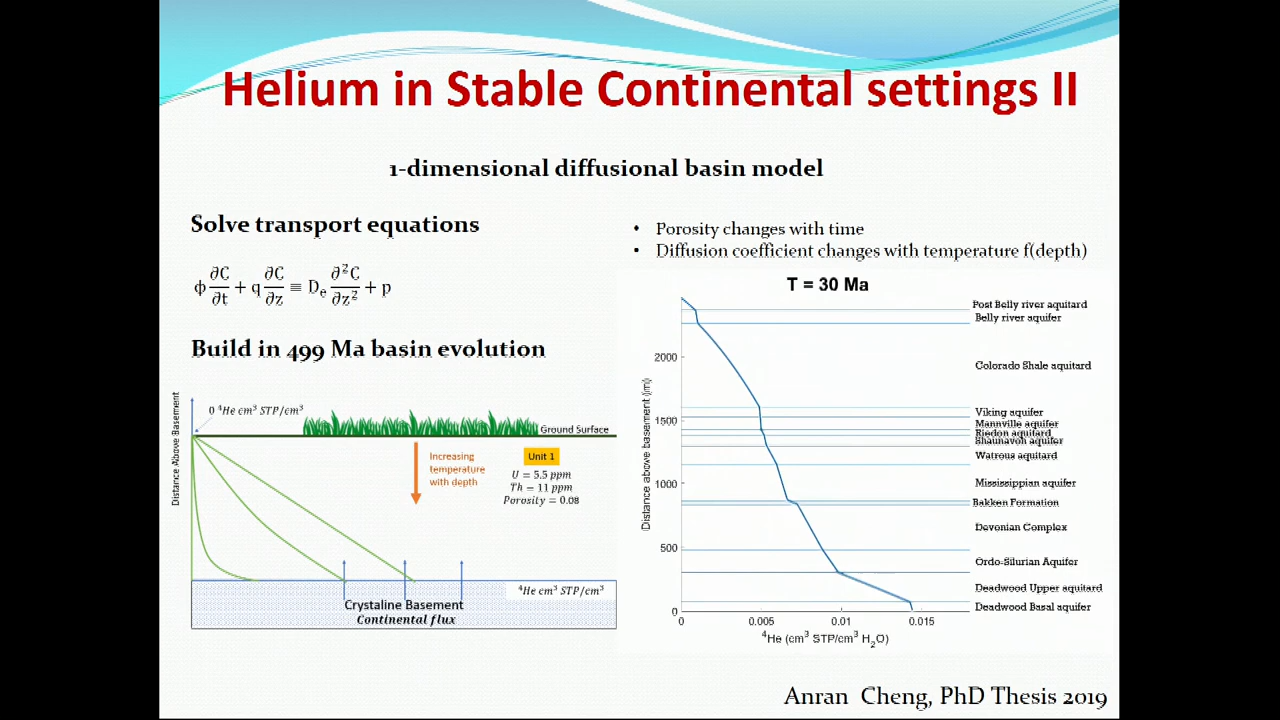 Helium in Stable Continental settings II
1-dimensional diffusional basin model
Solve transport equations
ϕ ∂C/∂t + q ∂C/∂z ≡ Dₑ ∂²C/∂z² + p
Build in 499 Ma basin evolution
Distance Above Basement
0 ⁴He cm³ STP/cm³
Ground Surface
Increasing
temperature
with depth
Unit 1
U = 5.5 ppm
Th = 11 ppm
Porosity = 0.08
⁴He cm³ STP/cm³
Crystaline Basement
Continental flux
• Porosity changes with time
• Diffusion coefficient changes with temperature f(depth)
T = 30 Ma
Distance above basement (m)
2000
1500
1000
500
0
0 0.005 0.01 0.015
⁴He (cm³ STP/cm³ H₂O)
Post Belly river aquitard
Belly river aquifer
Colorado Shale aquitard
Viking aquifer
Mannville aquifer
Riedon aquitard
Shaunavon aquifer
Watrous aquitard
Mississippian aquifer
Bakken Formation
Devonian Complex
Ordo-Silurian Aquifer
Deadwood Upper aquitard
Deadwood Basal aquifer
Anran Cheng, PhD Thesis 2019